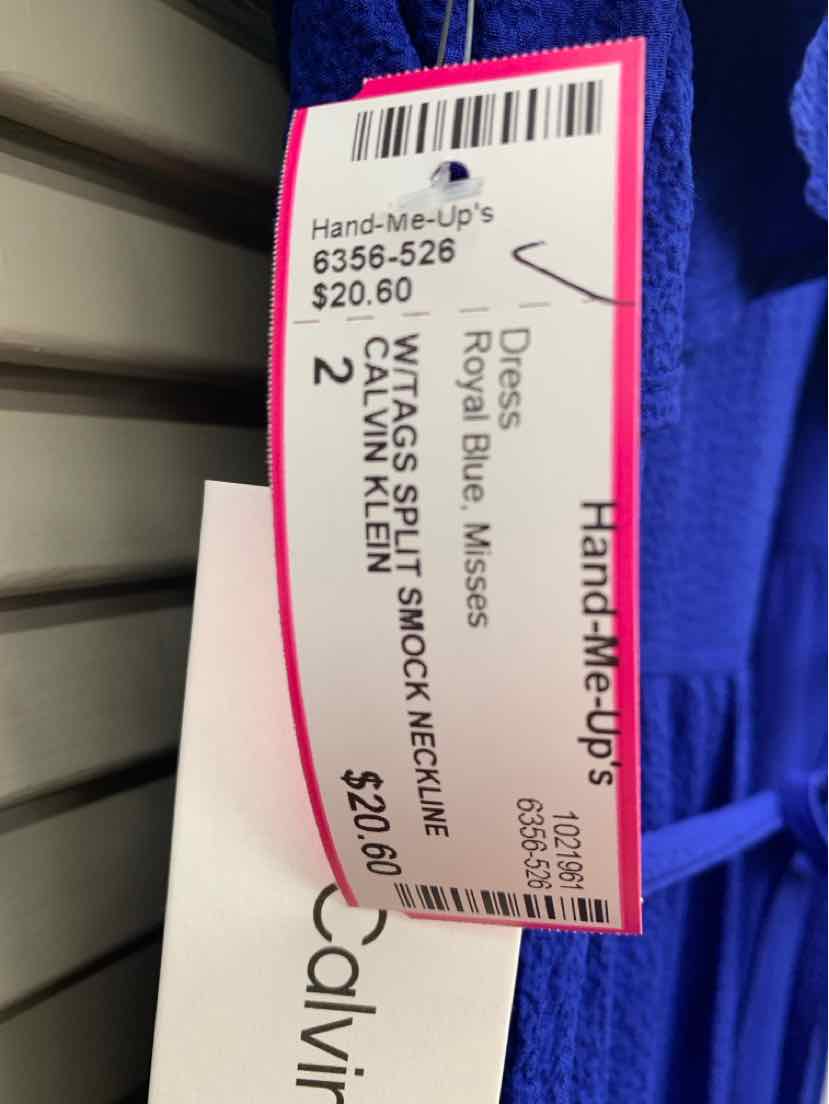 Hand-Me-Up's
6356-526
$20.60
Hand-Me-Up's
1021961
6356-526
Dress
Royal Blue, Misses
W/TAGS SPLIT SMOCK NECKLINE
CALVIN KLEIN
2
$20.60
Calvin